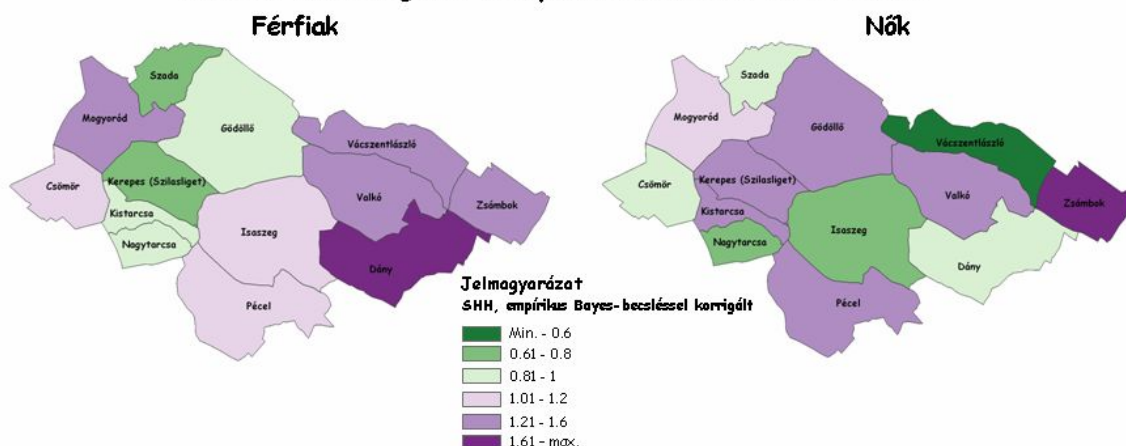 Férfiak
Szada
Mogyoród
Gödöllő
Vácszentlászló
Csömör
Kerepes (Szilasliget)
Valkó
Zsámbok
Kistarcsa
Isaszeg
Nagytarcsa
Dány
Pécel
Nők
Szada
Mogyoród
Gödöllő
Vácszentlászló
Csömör
Kerepes (Szilasliget)
Valkó
Zsámbok
Kistarcsa
Isaszeg
Nagytarcsa
Dány
Pécel
Jelmagyarázat
SHH, empírikus Bayes-becsléssel korrigált
Min. - 0.6
0.61 - 0.8
0.81 - 1
1.01 - 1.2
1.21 - 1.6
1.61 - max.